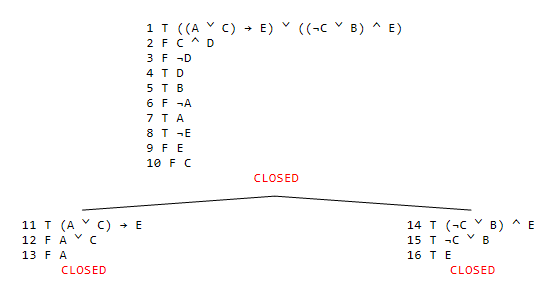 1 T ((A ˅ C) → E) ˅ ((¬C ˅ B) ^ E)
2 F C ^ D
3 F ¬D
4 T D
5 T B
6 F ¬A
7 T A
8 T ¬E
9 F E
10 F C
CLOSED
11 T (A ˅ C) → E
12 F A ˅ C
13 F A
CLOSED
14 T (¬C ˅ B) ^ E
15 T ¬C ˅ B
16 T E
CLOSED